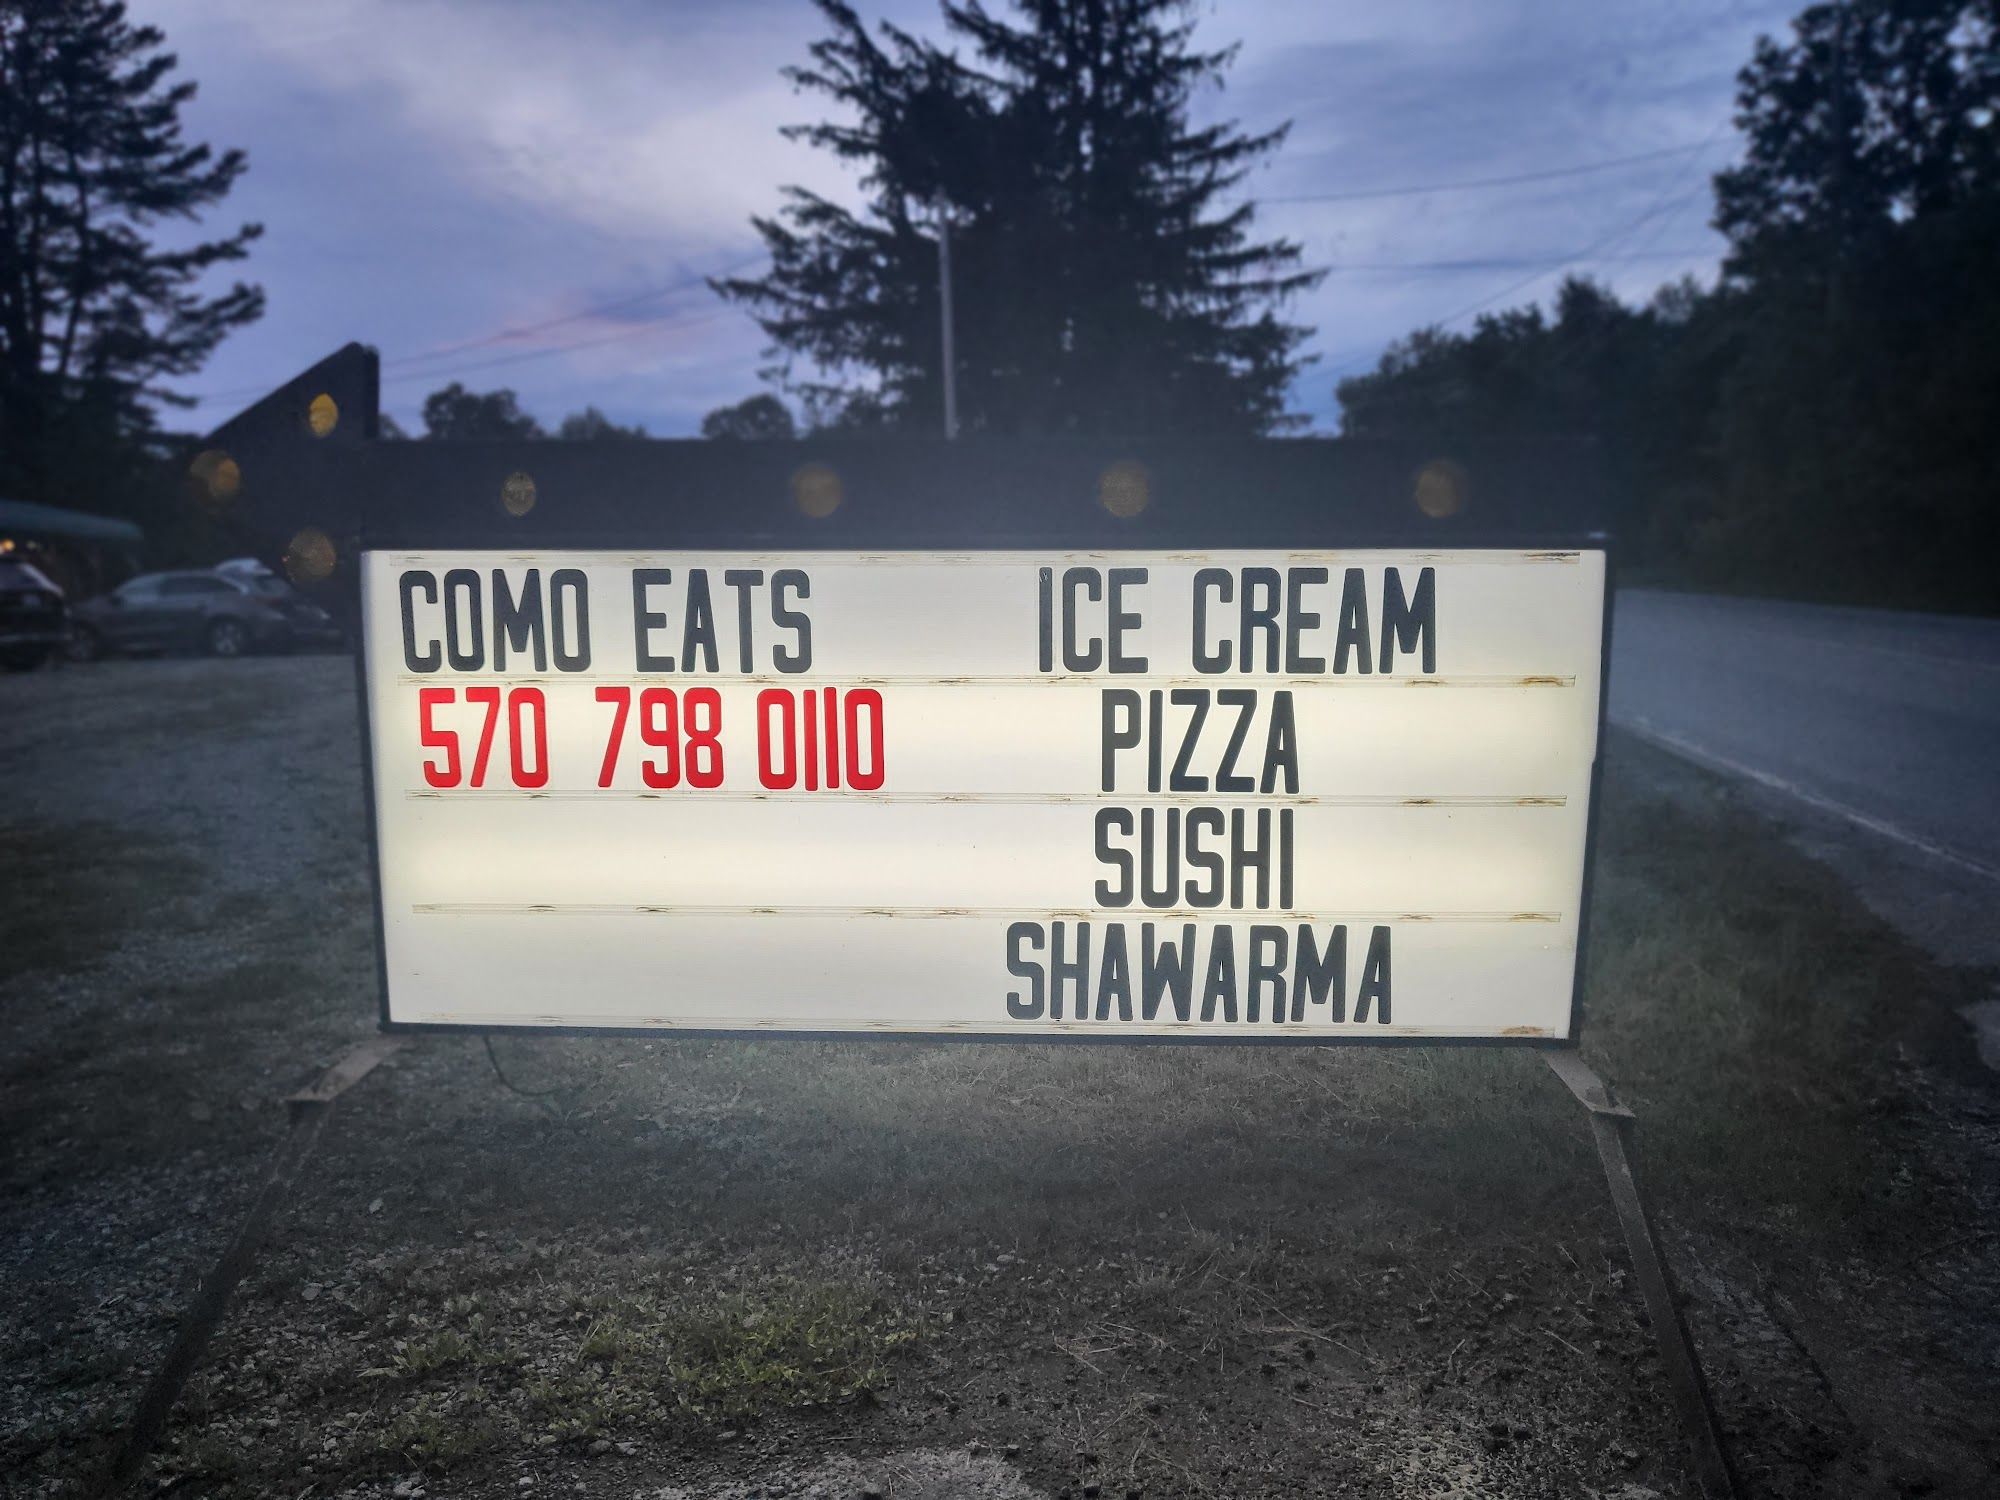 COMO EATS ICE CREAM
570 798 0110 PIZZA
SUSHI
SHAWARMA